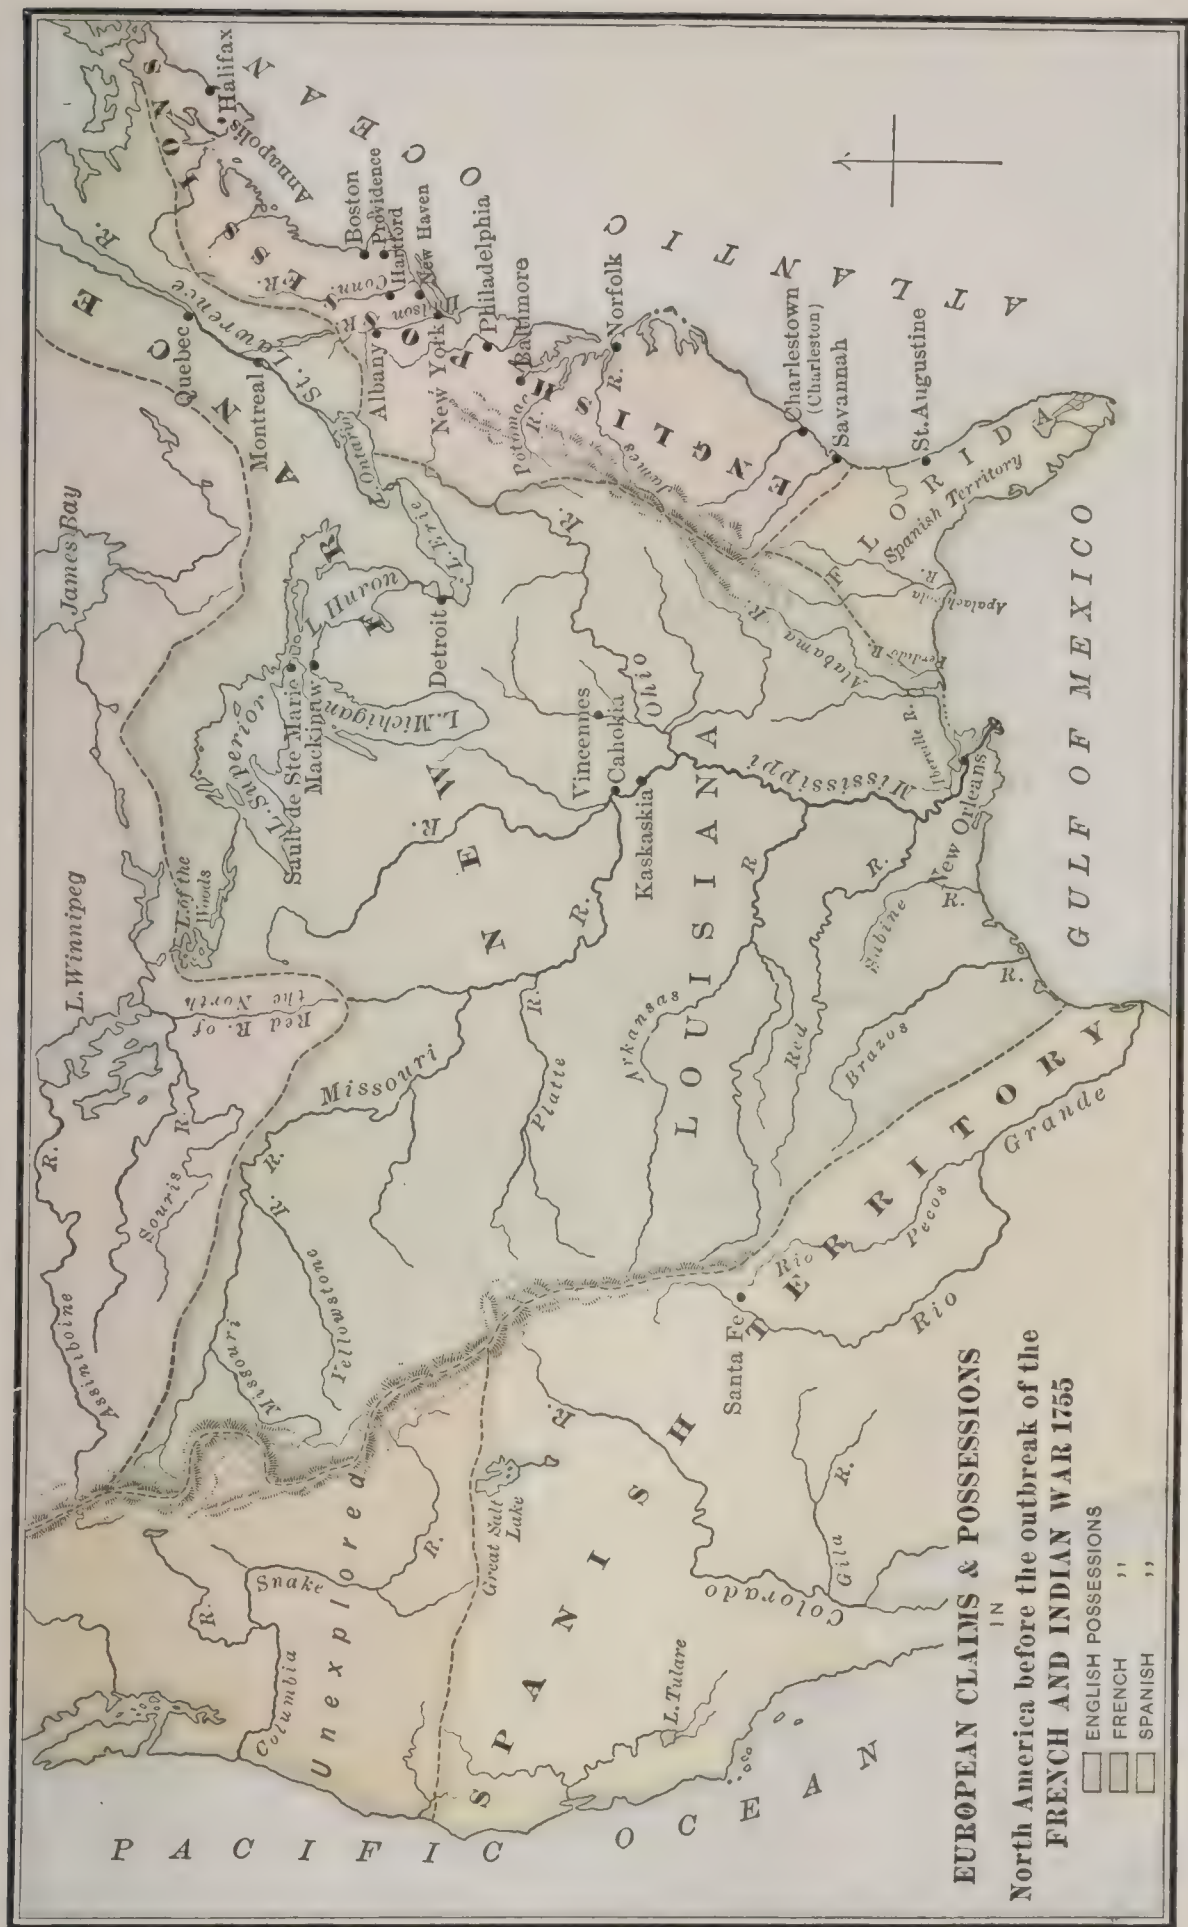 EUROPEAN CLAIMS & POSSESSIONS
IN
North America before the outbreak of the
FRENCH AND INDIAN WAR 1755
ENGLISH POSSESSIONS
FRENCH ,,
SPANISH ,,
PACIFIC OCEAN
ATLANTIC OCEAN
GULF OF MEXICO
Unexplored
SPANISH TERRITORY
NEW FRANCE
LOUISIANA
ENGLISH POSSESSIONS
FLORIDA
Spanish Territory
Columbia
R.
Snake
R.
Great Salt
Lake
L. Tulare
Colorado
R.
Gila
R.
Santa Fe
Rio
Grande
Rio
Pecos
Assiniboine
R.
Souris
R.
L. Winnipeg
Red R. of
the North
L. of the
Woods
James Bay
Missouri
R.
Yellowstone
R.
Missouri
Platte
R.
R.
Arkansas
R
Red
R.
Brazos
R.
Sabine
R.
Mississippi
R.
New Orleans
Iberville R.
Kaskaskia
Cahokia
Vincennes
Ohio
R.
L. Superior
Sault de Ste Marie
Mackinaw
L. Michigan
L. Huron
Detroit
L. Erie
L. Ontario
St. Lawrence
R.
Montreal
Quebec
Halifax
Annapolis
Boston
Providence
Hartford
New Haven
Conn.
R.
Hudson
R.
Albany
New York
Philadelphia
Baltimore
Potomac
R.
Norfolk
James
R.
Charlestown
(Charleston)
Savannah
St. Augustine
Alabama
R.
Perdido R.
Apalachicola
R.